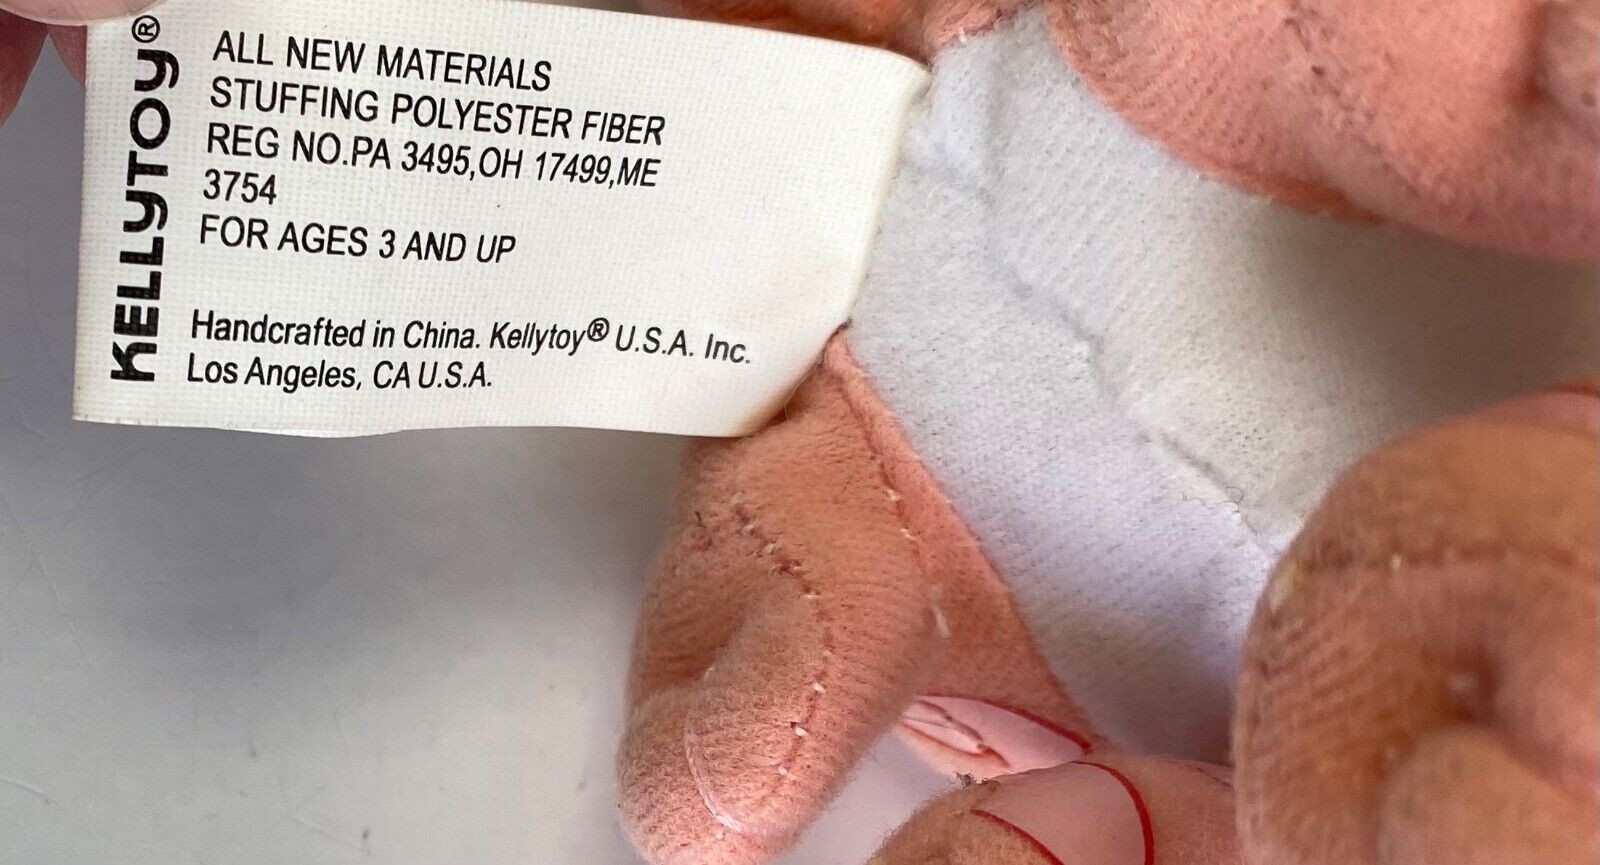 KELLYTOY®
ALL NEW MATERIALS
STUFFING POLYESTER FIBER
REG NO.PA 3495,OH 17499,ME
3754
FOR AGES 3 AND UP
Handcrafted in China. Kellytoy® U.S.A. Inc.
Los Angeles, CA U.S.A.